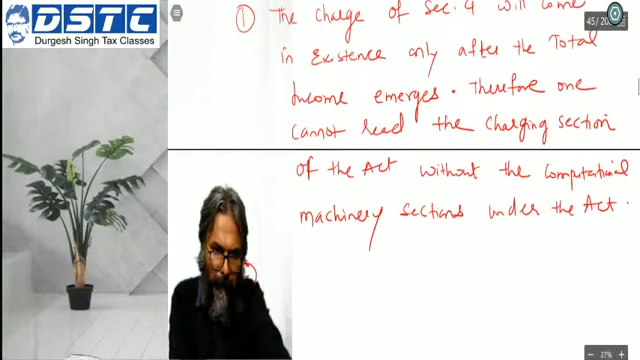 DSTC
Durgesh Singh Tax Classes
45/20
① The Charge of Sec. 4 will Come
in Existence only after the Total
Income emerges. Therefore one
cannot read the Charging Section
of the Act without the Computational
machinery Sections under the Act.
27%